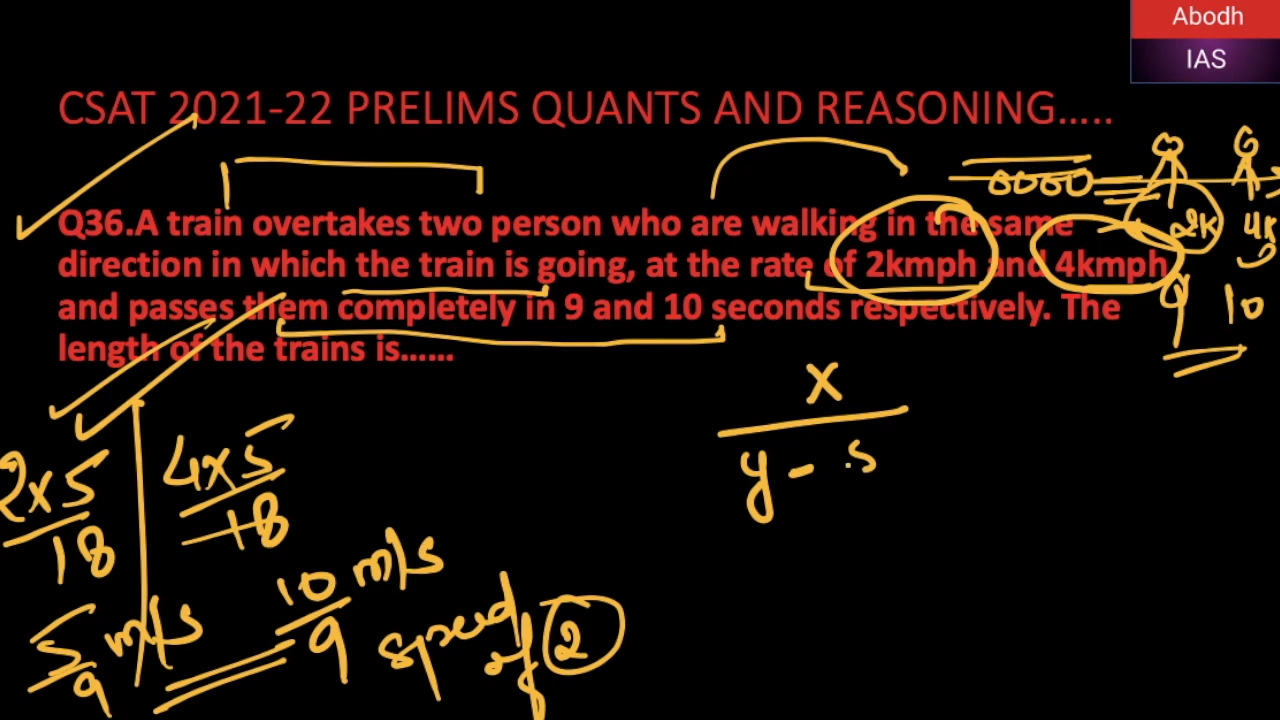 Abodh
IAS
CSAT 2021-22 PRELIMS QUANTS AND REASONING.....
Q36.A train overtakes two person who are walking in the same
direction in which the train is going, at the rate of 2kmph and 4kmph
and passes them completely in 9 and 10 seconds respectively. The
length of the trains is......
2k 4k
9 10
x
y - 5
2x5 4x5
18 18
5 m/s 10 m/s
9 9
speed
of 2